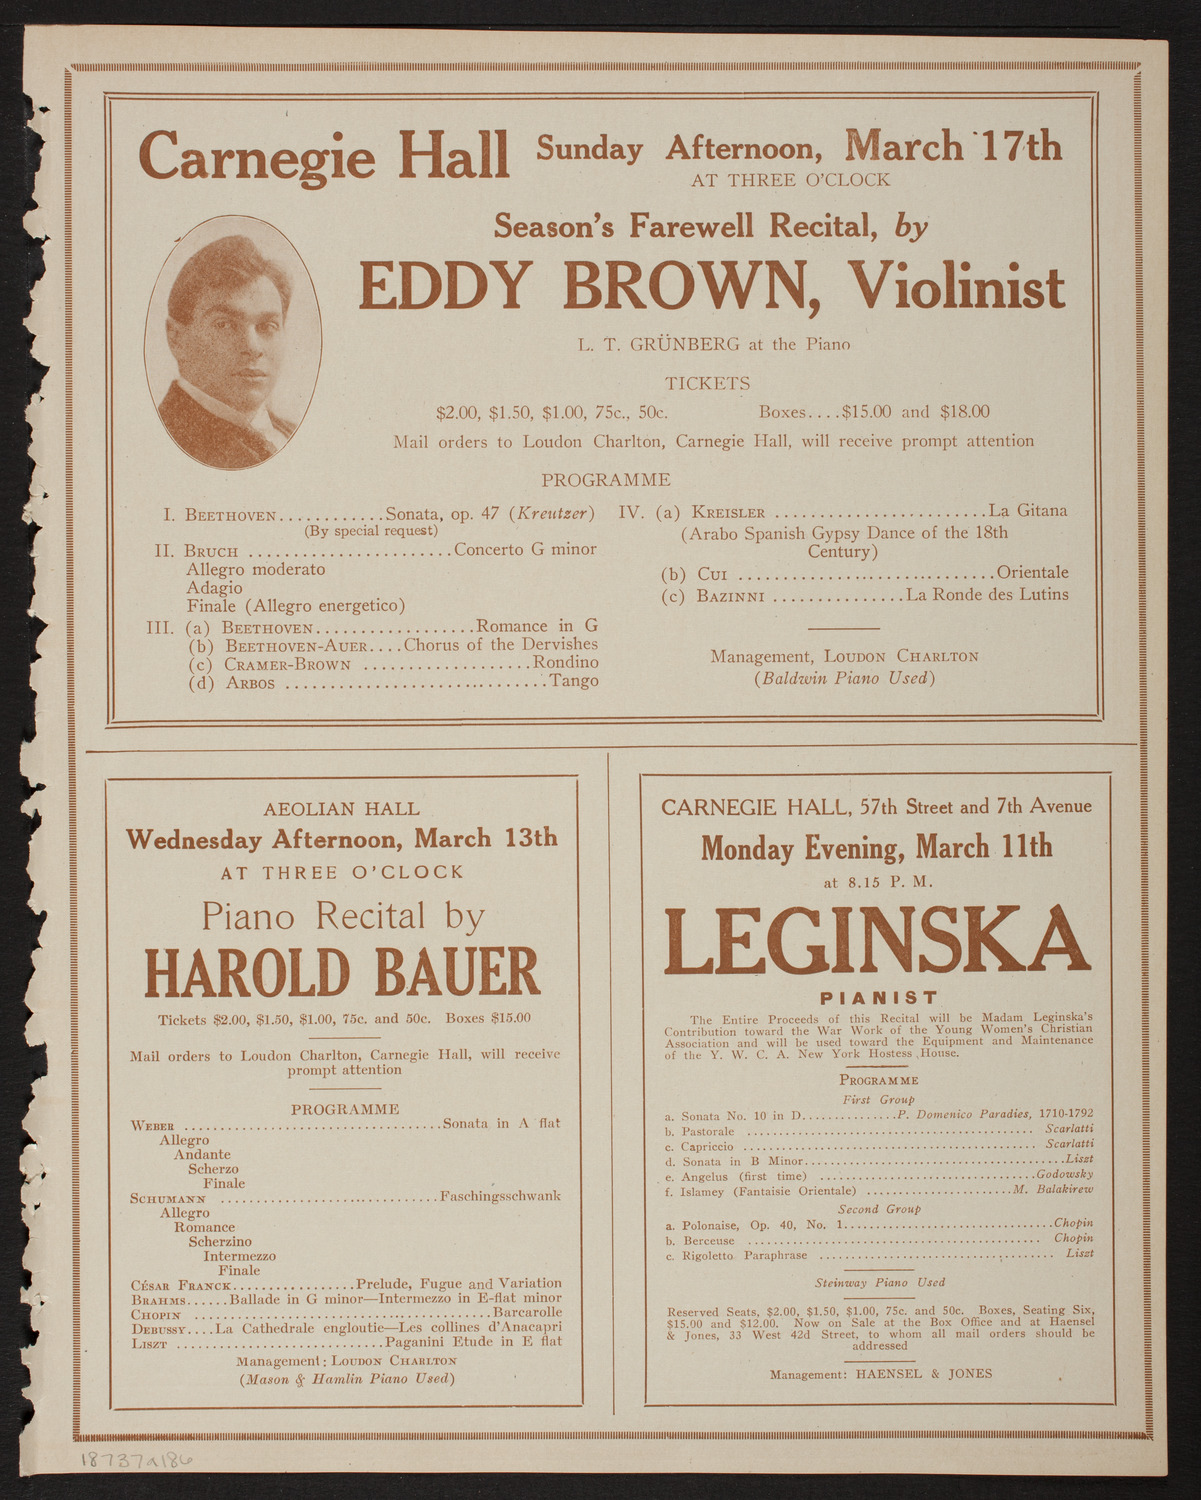 Carnegie Hall Sunday Afternoon, March 17th
AT THREE O'CLOCK
Season's Farewell Recital, by
EDDY BROWN, Violinist
L. T. GRÜNBERG at the Piano
TICKETS
$2.00, $1.50, $1.00, 75c., 50c. Boxes....$15.00 and $18.00
Mail orders to Loudon Charlton, Carnegie Hall, will receive prompt attention
PROGRAMME
I. BEETHOVEN............Sonata, op. 47 (Kreutzer)
(By special request)
II. BRUCH .......................Concerto G minor
Allegro moderato
Adagio
Finale (Allegro energetico)
III. (a) BEETHOVEN..................Romance in G
(b) BEETHOVEN-AUER....Chorus of the Dervishes
(c) CRAMER-BROWN ...................Rondino
(d) ARBOS .............................Tango
IV. (a) KREISLER ........................La Gitana
(Arabo Spanish Gypsy Dance of the 18th
Century)
(b) CUI .............................Orientale
(c) BAZINNI ...............La Ronde des Lutins
Management, LOUDON CHARLTON
(Baldwin Piano Used)
AEOLIAN HALL
Wednesday Afternoon, March 13th
AT THREE O'CLOCK
Piano Recital by
HAROLD BAUER
Tickets $2.00, $1.50, $1.00, 75c. and 50c. Boxes $15.00
Mail orders to Loudon Charlton, Carnegie Hall, will receive
prompt attention
PROGRAMME
WEBER ..................................Sonata in A flat
Allegro
Andante
Scherzo
Finale
SCHUMANN .............................Faschingsschwank
Allegro
Romance
Scherzino
Intermezzo
Finale
CÉSAR FRANCK.................Prelude, Fugue and Variation
BRAHMS......Ballade in G minor—Intermezzo in E-flat minor
CHOPIN .......................................Barcarolle
DEBUSSY....La Cathedrale engloutie—Les collines d'Anacapri
LISZT ............................Paganini Etude in E flat
Management: LOUDON CHARLTON
(Mason & Hamlin Piano Used)
CARNEGIE HALL, 57th Street and 7th Avenue
Monday Evening, March 11th
at 8.15 P. M.
LEGINSKA
PIANIST
The Entire Proceeds of this Recital will be Madam Leginska's
Contribution toward the War Work of the Young Women's Christian
Association and will be used toward the Equipment and Maintenance
of the Y. W. C. A. New York Hostess House.
PROGRAMME
First Group
a. Sonata No. 10 in D..............P. Domenico Paradies, 1710-1792
b. Pastorale ........................................... Scarlatti
c. Capriccio ............................................ Scarlatti
d. Sonata in B Minor.......................................Liszt
e. Angelus (first time) .................................Godowsky
f. Islamey (Fantaisie Orientale) ......................M. Balakirew
Second Group
a. Polonaise, Op. 40, No. 1................................Chopin
b. Berceuse ............................................ Chopin
c. Rigoletto Paraphrase ................................... Liszt
Steinway Piano Used
Reserved Seats, $2.00, $1.50, $1.00, 75c. and 50c. Boxes, Seating Six,
$15.00 and $12.00. Now on Sale at the Box Office and at Haensel
& Jones, 33 West 42d Street, to whom all mail orders should be
addressed
Management: HAENSEL & JONES
18737a186